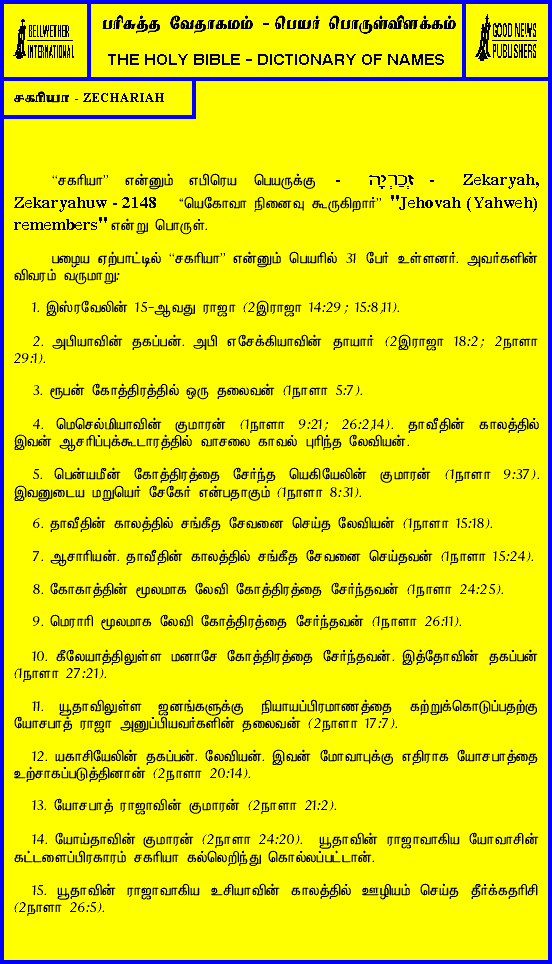 BELLWETHER
INTERNATIONAL
பரிசுத்த வேதாகமம் - பெயர் பொருள்விளக்கம்
THE HOLY BIBLE - DICTIONARY OF NAMES
GOOD NEWS
PUBLISHERS
சகரியா - ZECHARIAH
“சகரியா” என்னும் எபிரெய பெயருக்கு - זְכַרְיָה - Zekaryah,
Zekaryahuw - 2148 “யெகோவா நினைவு கூருகிறார்” "Jehovah (Yahweh)
remembers" என்று பொருள்.
பழைய ஏற்பாட்டில் “சகரியா” என்னும் பெயரில் 31 பேர் உள்ளனர். அவர்களின்
விவரம் வருமாறு:
1. இஸ்ரவேலின் 15-ஆவது ராஜா (2இராஜா 14:29 ; 15:8,11).
2. அபியாவின் தகப்பன். அபி எசேக்கியாவின் தாயார் (2இராஜா 18:2; 2நாளா
29:1).
3. ரூபன் கோத்திரத்தில் ஒரு தலைவன் (1நாளா 5:7).
4. மெசெல்மியாவின் குமாரன் (1நாளா 9:21; 26:2,14). தாவீதின் காலத்தில்
இவன் ஆசரிப்புக்கூடாரத்தில் வாசலை காவல் புரிந்த லேவியன்.
5. பென்யமீன் கோத்திரத்தை சேர்ந்த யெகியேலின் குமாரன் (1நாளா 9:37).
இவனுடைய மறுபெயர் சேகேர் என்பதாகும் (1நாளா 8:31).
6. தாவீதின் காலத்தில் சங்கீத சேவனை செய்த லேவியன் (1நாளா 15:18).
7. ஆசாரியன். தாவீதின் காலத்தில் சங்கீத சேவனை செய்தவன் (1நாளா 15:24).
8. கோகாத்தின் மூலமாக லேவி கோத்திரத்தை சேர்ந்தவன் (1நாளா 24:25).
9. மெராரி மூலமாக லேவி கோத்திரத்தை சேர்ந்தவன் (1நாளா 26:11).
10. கீலேயாத்திலுள்ள மனாசே கோத்திரத்தை சேர்ந்தவன். இத்தோவின் தகப்பன்
(1நாளா 27:21).
11. யூதாவிலுள்ள ஜனங்களுக்கு நியாயப்பிரமாணத்தை கற்றுக்கொடுப்பதற்கு
யோசபாத் ராஜா அனுப்பியவர்களின் தலைவன் (2நாளா 17:7).
12. யகாசியேலின் தகப்பன். லேவியன். இவன் மோவாபுக்கு எதிராக யோசபாத்தை
உற்சாகப்படுத்தினான் (2நாளா 20:14).
13. யோசபாத் ராஜாவின் குமாரன் (2நாளா 21:2).
14. யோய்தாவின் குமாரன் (2நாளா 24:20). யூதாவின் ராஜாவாகிய யோவாசின்
கட்டளைப்பிரகாரம் சகரியா கல்லெறிந்து கொல்லப்பட்டான்.
15. யூதாவின் ராஜாவாகிய உசியாவின் காலத்தில் ஊழியம் செய்த தீர்க்கதரிசி
(2நாளா 26:5).